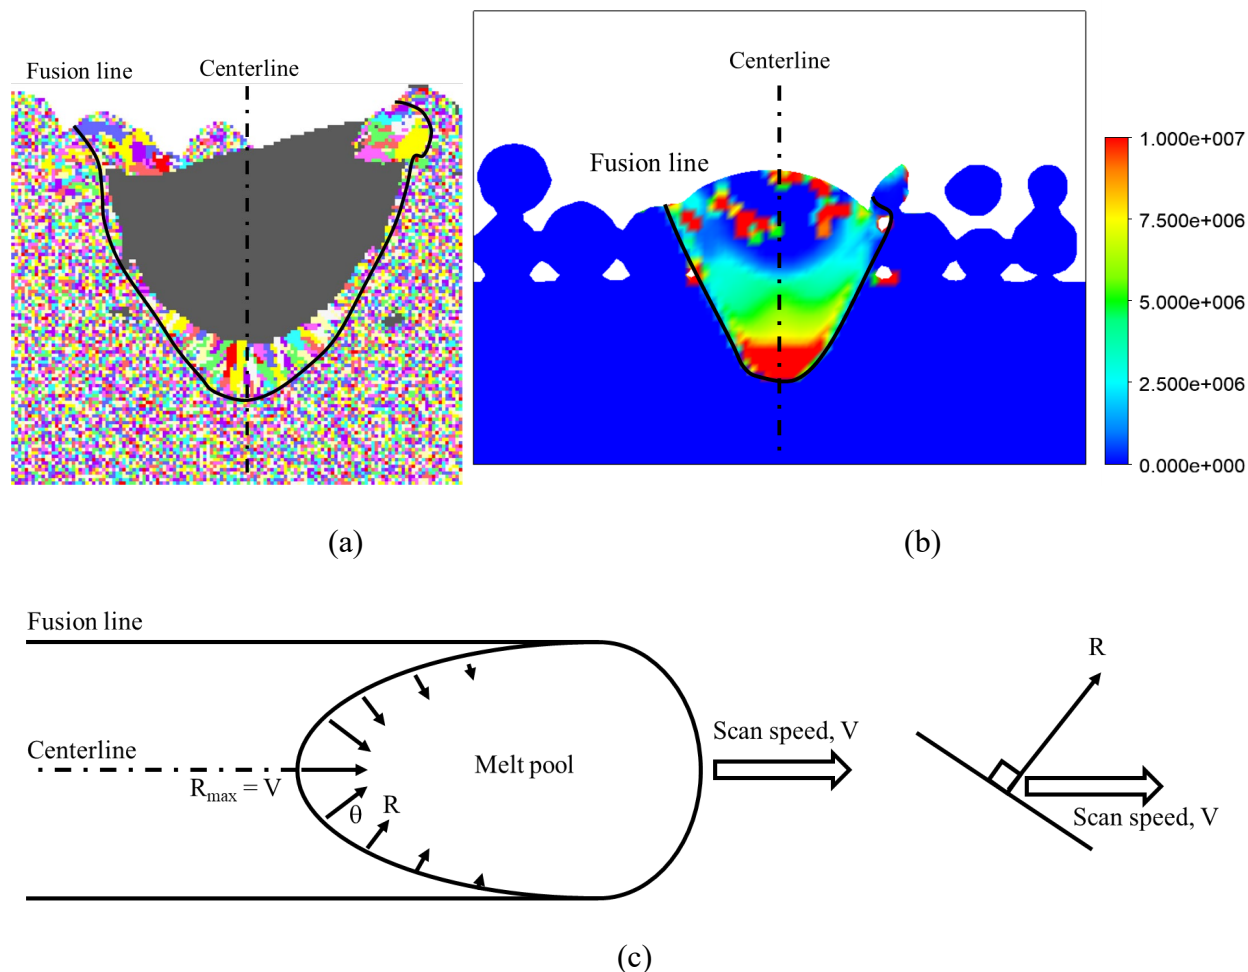 Fusion line
Centerline
Centerline
Fusion line
1.000e+007
7.500e+006
5.000e+006
2.500e+006
0.000e+000
(a)
(b)
Fusion line
Centerline
Rmax = V
θ
R
Melt pool
Scan speed, V
R
Scan speed, V
(c)